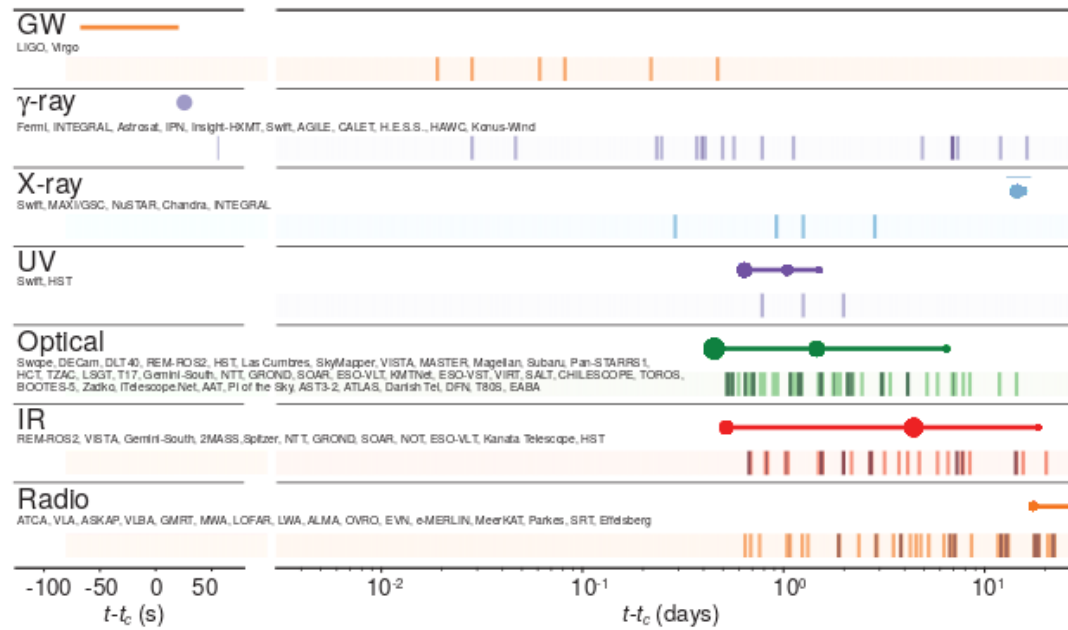 GW
LIGO, Virgo
γ-ray
Fermi, INTEGRAL, Astrosat, IPN, Insight-HXMT, Swift, AGILE, CALET, H.E.S.S., HAWC, Konus-Wind
X-ray
Swift, MAXI/GSC, NuSTAR, Chandra, INTEGRAL
UV
Swift, HST
Optical
Swope, DECam, DLT40, REM-ROS2, HST, Las Cumbres, SkyMapper, VISTA, MASTER, Magellan, Subaru, Pan-STARRS1,
HCT, TZAC, LSGT, T17, Gemini-South, NTT, GROND, SOAR, ESO-VLT, KMTNet, ESO-VST, VIRT, SALT, CHILESCOPE, TOROS,
BOOTES-5, Zadko, iTelescope.Net, AAT, Pi of the Sky, AST3-2, ATLAS, Danish Tel, DFN, T80S, EABA
IR
REM-ROS2, VISTA, Gemini-South, 2MASS,Spitzer, NTT, GROND, SOAR, NOT, ESO-VLT, Kanata Telescope, HST
Radio
ATCA, VLA, ASKAP, VLBA, GMRT, MWA, LOFAR, LWA, ALMA, OVRO, EVN, e-MERLIN, MeerKAT, Parkes, SRT, Effelsberg
-100 -50 0 50 10⁻² 10⁻¹ 10⁰ 10¹
t-t_c (s) t-t_c (days)